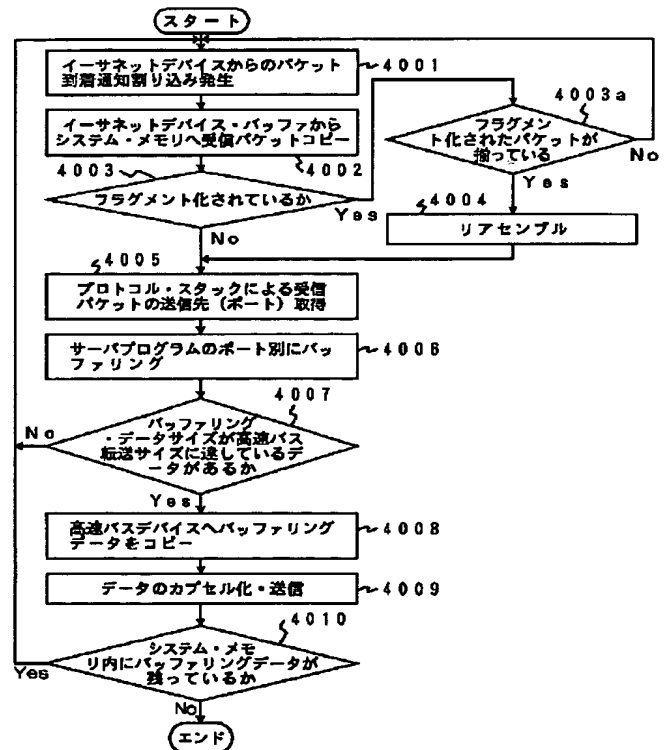 スタート
イーサネットデバイスからのパケット
到着通知割り込み発生
4001
イーサネットデバイス・バッファから
システム・メモリへ受信パケットコピー
4002
4003
フラグメント化されているか
Yes
No
4003a
フラグメン
ト化されたパケットが
揃っている
No
Yes
4004
リアセンブル
4005
プロトコル・スタックによる受信
パケットの送信先(ポート)取得
サーバプログラムのポート別にバッ
ファリング
4006
4007
バッファリング
・データサイズが高速バス
転送サイズに達しているデ
ータがあるか
No
Yes
高速バスデバイスへバッファリング
データをコピー
4008
データのカプセル化・送信
4009
4010
システム・メモ
リ内にバッファリングデータが
残っているか
Yes
No
エンド